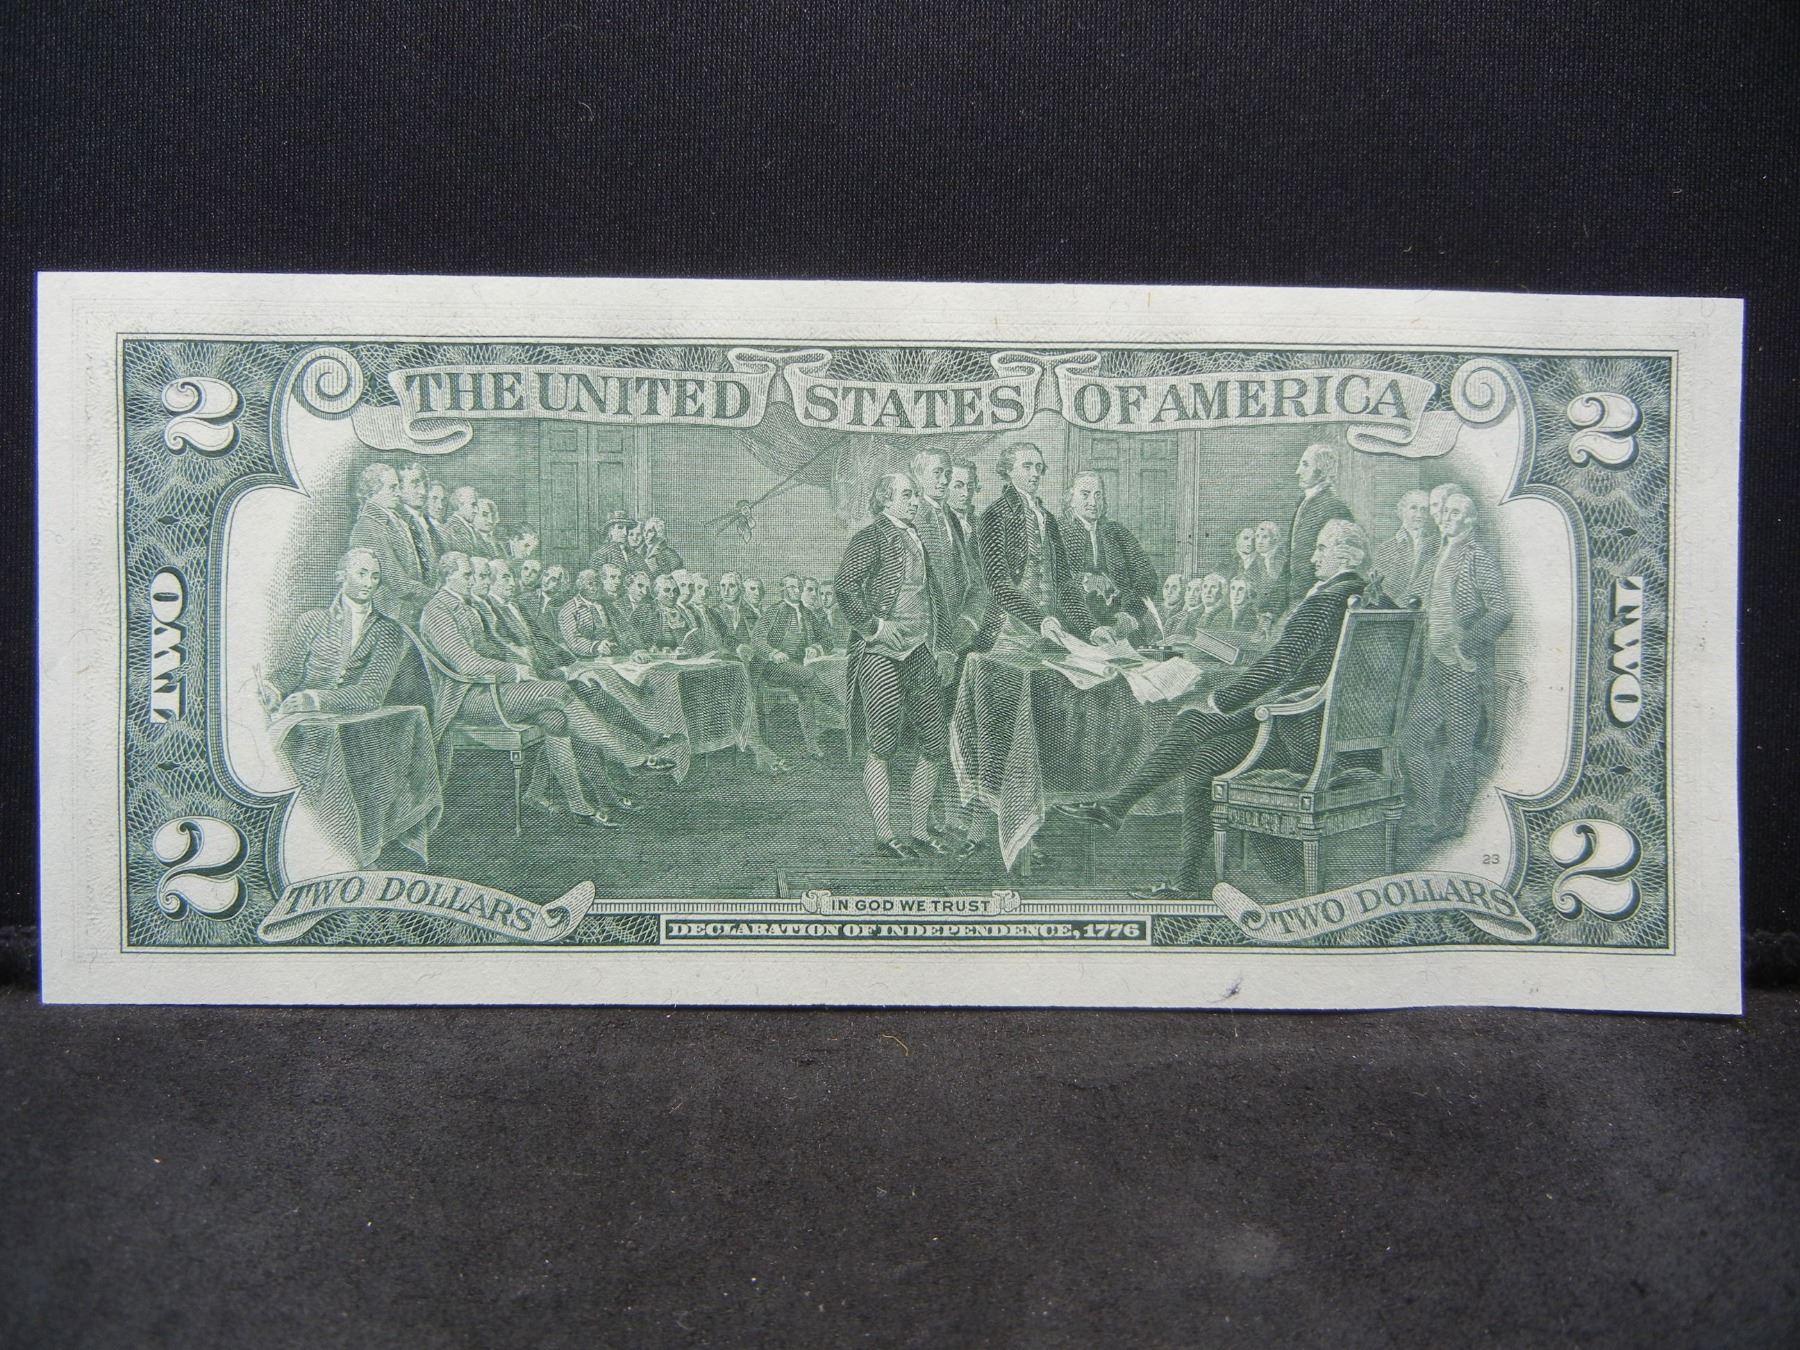 THE UNITED STATES OF AMERICA
2
2
TWO
TWO
23
2
TWO DOLLARS
IN GOD WE TRUST
TWO DOLLARS
2
DECLARATION OF INDEPENDENCE, 1776